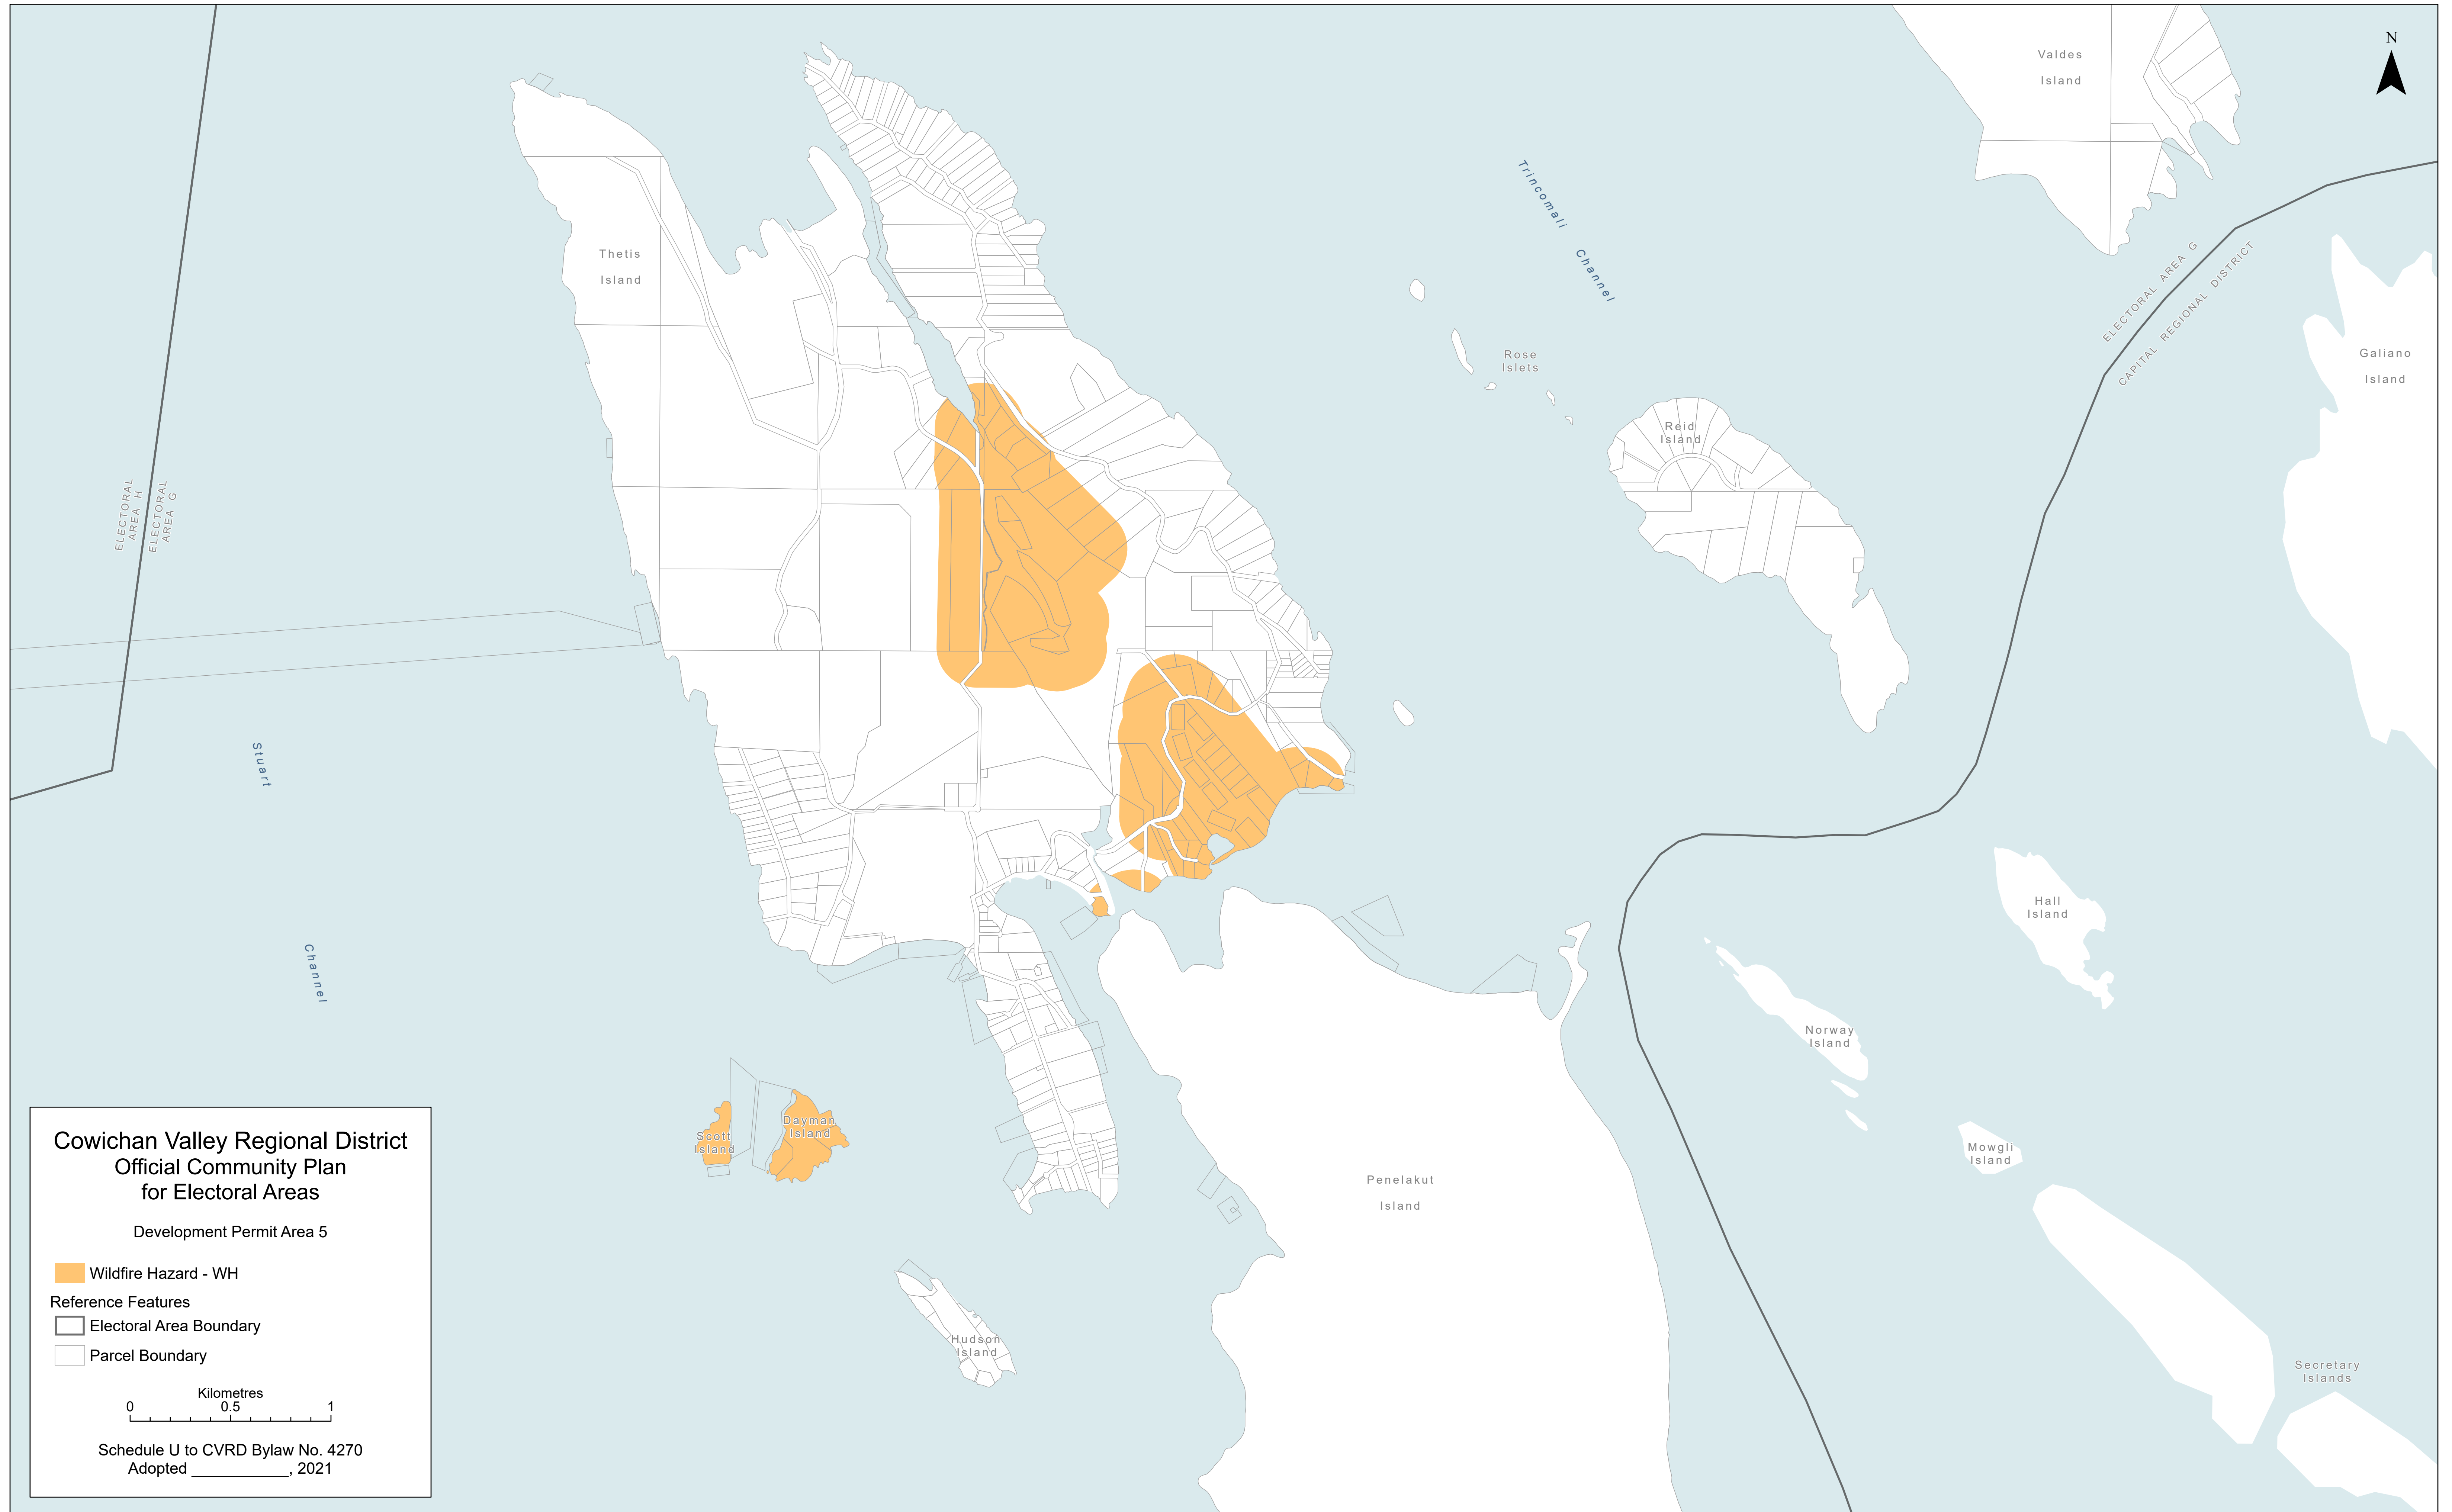 Valdes
Island
N
Trincomali
Channel
Thetis
Island
ELECTORAL AREA G
CAPITAL REGIONAL DISTRICT
Galiano
Island
Rose
Islets
Reid
Island
ELECTORAL
AREA H
ELECTORAL
AREA G
Stuart
Channel
Hall
Island
Norway
Island
Scott
Island
Dayman
Island
Mowgli
Island
Penelakut
Island
Hudson
Island
Secretary
Islands
Cowichan Valley Regional District
Official Community Plan
for Electoral Areas
Development Permit Area 5
Wildfire Hazard - WH
Reference Features
Electoral Area Boundary
Parcel Boundary
Kilometres
0 0.5 1
Schedule U to CVRD Bylaw No. 4270
Adopted ___________, 2021